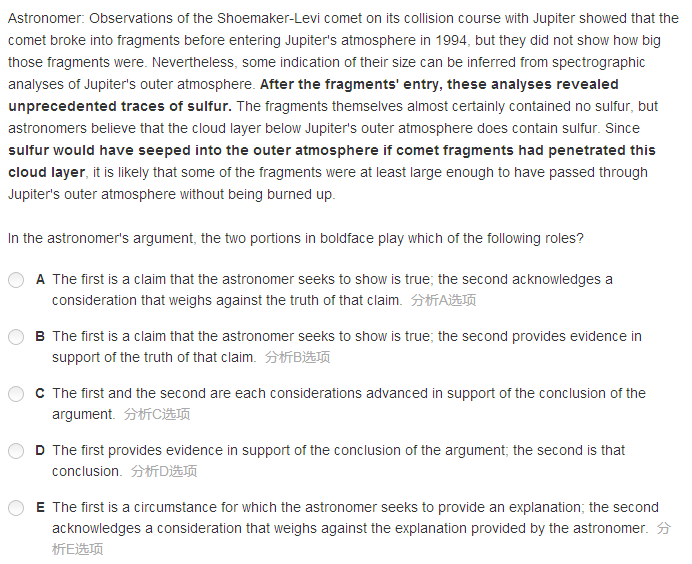 Astronomer: Observations of the Shoemaker-Levi comet on its collision course with Jupiter showed that the
comet broke into fragments before entering Jupiter's atmosphere in 1994, but they did not show how big
those fragments were. Nevertheless, some indication of their size can be inferred from spectrographic
analyses of Jupiter's outer atmosphere. After the fragments' entry, these analyses revealed
unprecedented traces of sulfur. The fragments themselves almost certainly contained no sulfur, but
astronomers believe that the cloud layer below Jupiter's outer atmosphere does contain sulfur. Since
sulfur would have seeped into the outer atmosphere if comet fragments had penetrated this
cloud layer, it is likely that some of the fragments were at least large enough to have passed through
Jupiter's outer atmosphere without being burned up.
In the astronomer's argument, the two portions in boldface play which of the following roles?
A The first is a claim that the astronomer seeks to show is true; the second acknowledges a
consideration that weighs against the truth of that claim. 分析A选项
B The first is a claim that the astronomer seeks to show is true; the second provides evidence in
support of the truth of that claim. 分析B选项
C The first and the second are each considerations advanced in support of the conclusion of the
argument. 分析C选项
D The first provides evidence in support of the conclusion of the argument; the second is that
conclusion. 分析D选项
E The first is a circumstance for which the astronomer seeks to provide an explanation; the second
acknowledges a consideration that weighs against the explanation provided by the astronomer. 分
析E选项